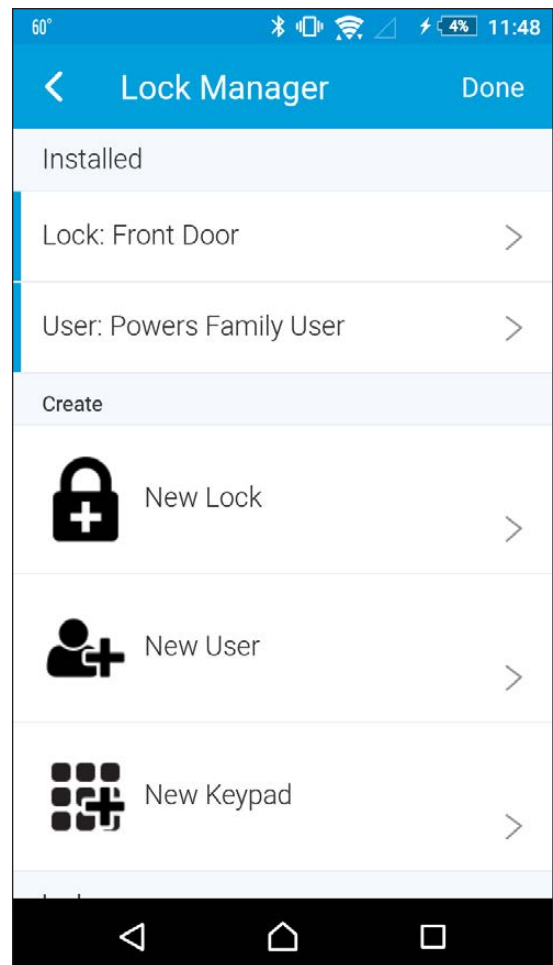 60° 4% 11:48
Lock Manager Done
Installed
Lock: Front Door
User: Powers Family User
Create
New Lock
New User
New Keypad